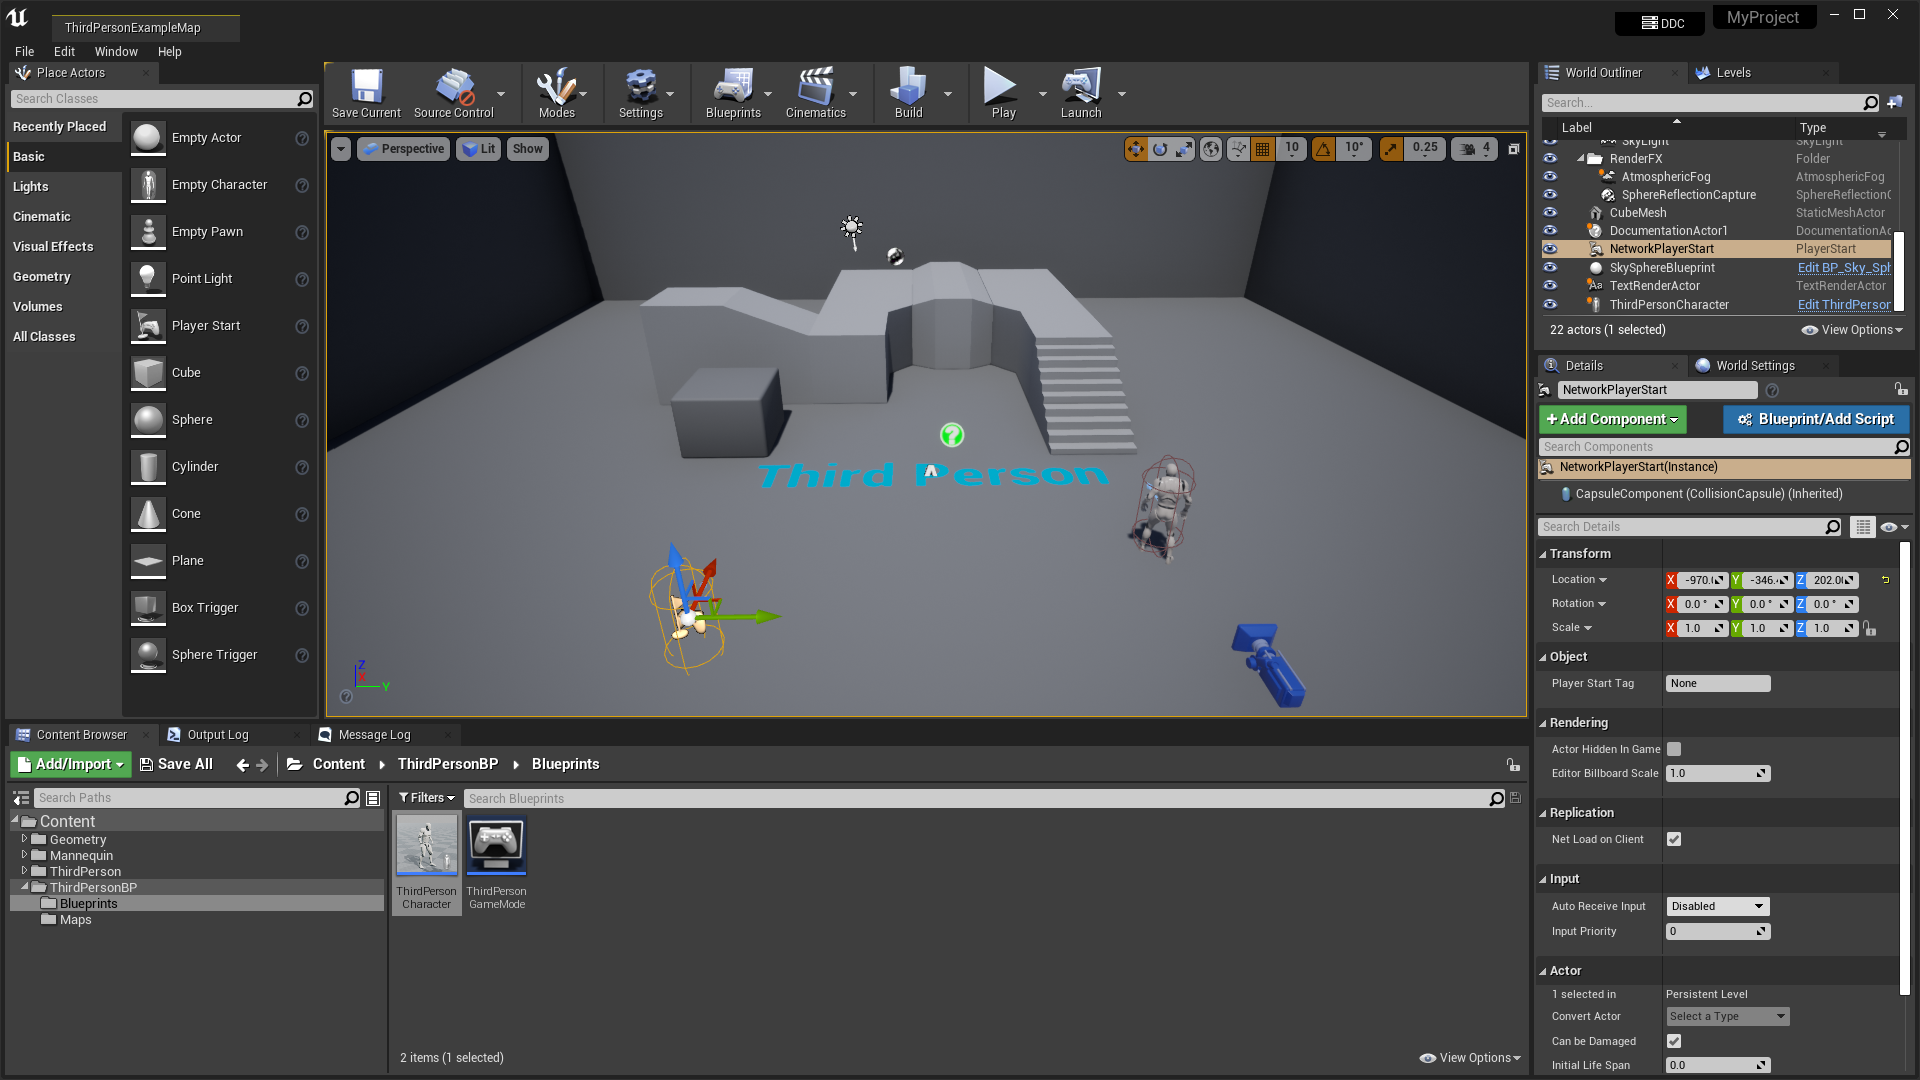 ThirdPersonExampleMap
DDC
MyProject
File Edit Window Help
Place Actors
Search Classes
Recently Placed
Basic
Lights
Cinematic
Visual Effects
Geometry
Volumes
All Classes
Empty Actor
Empty Character
Empty Pawn
Point Light
Player Start
Cube
Sphere
Cylinder
Cone
Plane
Box Trigger
Sphere Trigger
Save Current
Source Control
Modes
Settings
Blueprints
Cinematics
Build
Play
Launch
Perspective
Lit
Show
10
10°
0.25
4
Third Person
Z
X
Y
World Outliner
Levels
Search...
Label Type
SkyLight
RenderFX Folder
AtmosphericFog AtmosphericFog
SphereReflectionCapture SphereReflectionC
CubeMesh StaticMeshActor
DocumentationActor1 DocumentationAc
NetworkPlayerStart PlayerStart
SkySphereBlueprint Edit BP_Sky_Sph
TextRenderActor TextRenderActor
ThirdPersonCharacter Edit ThirdPerson
22 actors (1 selected) View Options
Details
World Settings
NetworkPlayerStart
+Add Component
Blueprint/Add Script
Search Components
NetworkPlayerStart(Instance)
CapsuleComponent (CollisionCapsule) (Inherited)
Search Details
Transform
Location X -970.( Y -346. Z 202.0(
Rotation X 0.0 ° Y 0.0 ° Z 0.0 °
Scale X 1.0 Y 1.0 Z 1.0
Object
Player Start Tag None
Rendering
Actor Hidden In Game
Editor Billboard Scale 1.0
Replication
Net Load on Client
Input
Auto Receive Input Disabled
Input Priority 0
Actor
1 selected in Persistent Level
Convert Actor Select a Type
Can be Damaged
Initial Life Span 0.0
Content Browser
Output Log
Message Log
Add/Import
Save All
Content
ThirdPersonBP
Blueprints
Search Paths
Filters
Search Blueprints
Content
Geometry
Mannequin
ThirdPerson
ThirdPersonBP
Blueprints
Maps
ThirdPerson
Character
ThirdPerson
GameMode
2 items (1 selected)
View Options